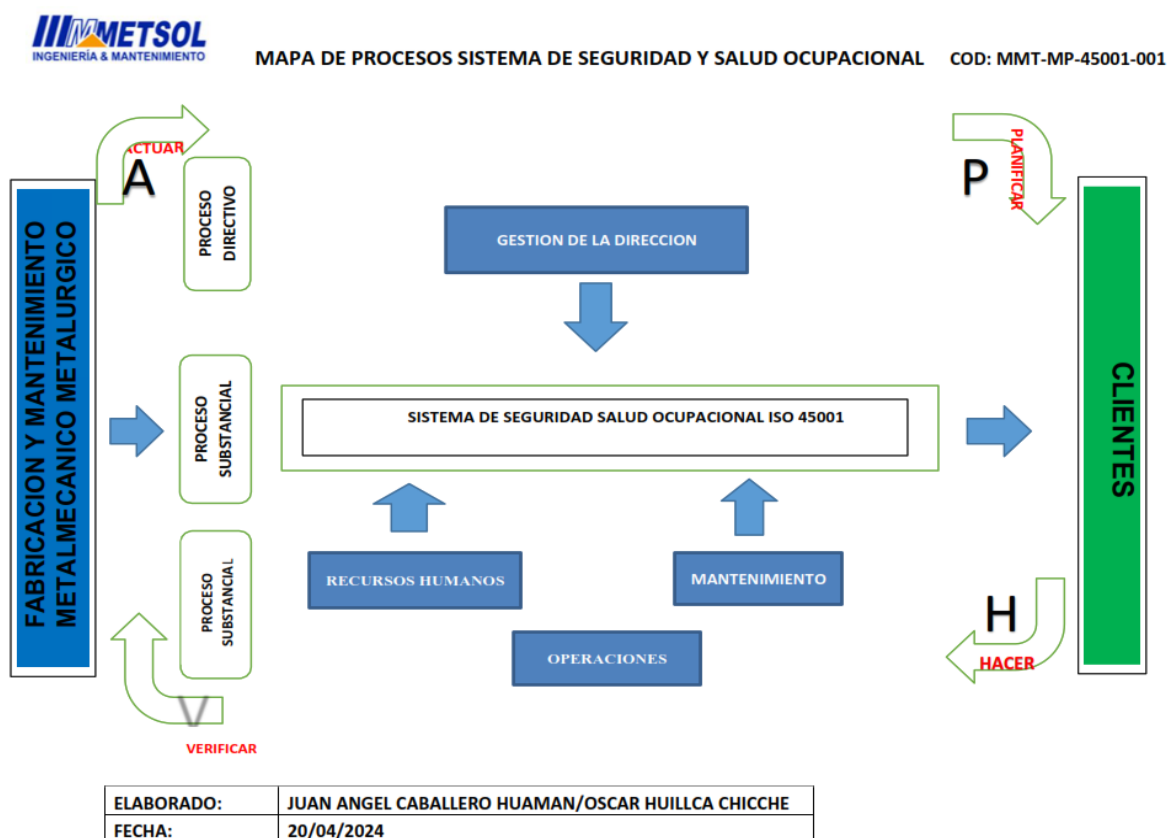 METSOL
INGENIERÍA & MANTENIMIENTO
MAPA DE PROCESOS SISTEMA DE SEGURIDAD Y SALUD OCUPACIONAL COD: MMT-MP-45001-001
ACTUAR
A
P
PLANIFICAR
FABRICACION Y MANTENIMIENTO
METALMECANICO METALURGICO
PROCESO
DIRECTIVO
GESTION DE LA DIRECCION
PROCESO
SUBSTANCIAL
SISTEMA DE SEGURIDAD SALUD OCUPACIONAL ISO 45001
CLIENTES
PROCESO
SUBSTANCIAL
RECURSOS HUMANOS
MANTENIMIENTO
OPERACIONES
H
HACER
V
VERIFICAR
ELABORADO: JUAN ANGEL CABALLERO HUAMAN/OSCAR HUILLCA CHICCHE
FECHA: 20/04/2024